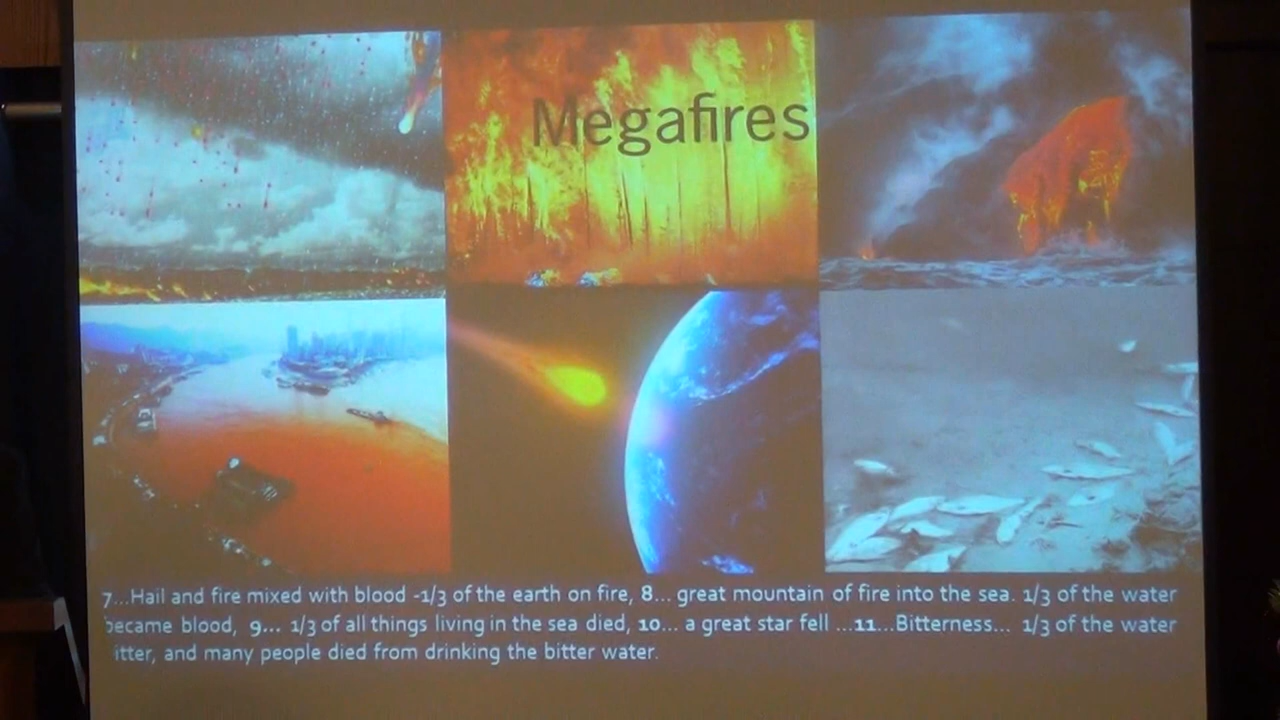 Megafires
7...Hail and fire mixed with blood -1/3 of the earth on fire, 8... great mountain of fire into the sea. 1/3 of the water
became blood, 9... 1/3 of all things living in the sea died, 10... a great star fell ...11...Bitterness... 1/3 of the water
itter, and many people died from drinking the bitter water.